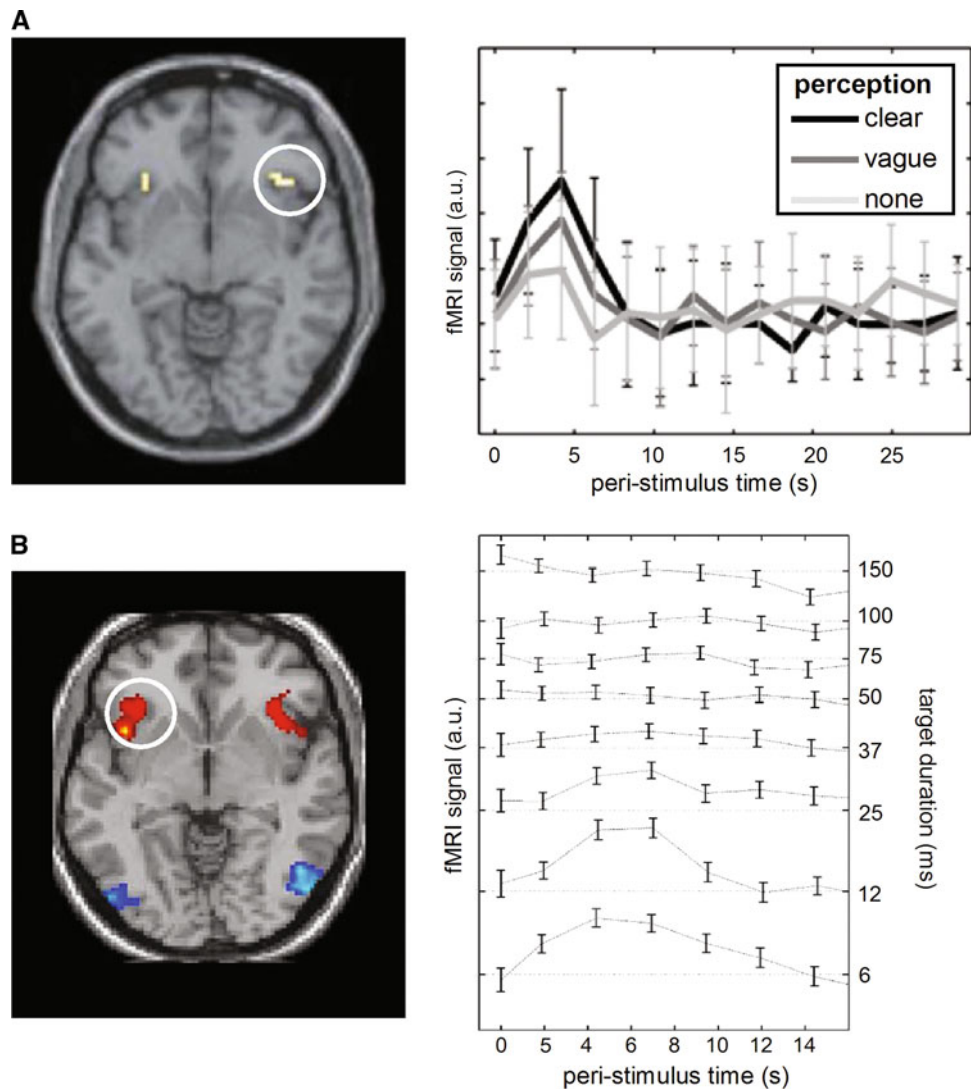 A
perception
clear
vague
none
fMRI signal (a.u.)
0 5 10 15 20 25
peri-stimulus time (s)
B
150
100
75
50
37
25
12
6
fMRI signal (a.u.)
target duration (ms)
0 5 4 6 8 10 12 14
peri-stimulus time (s)